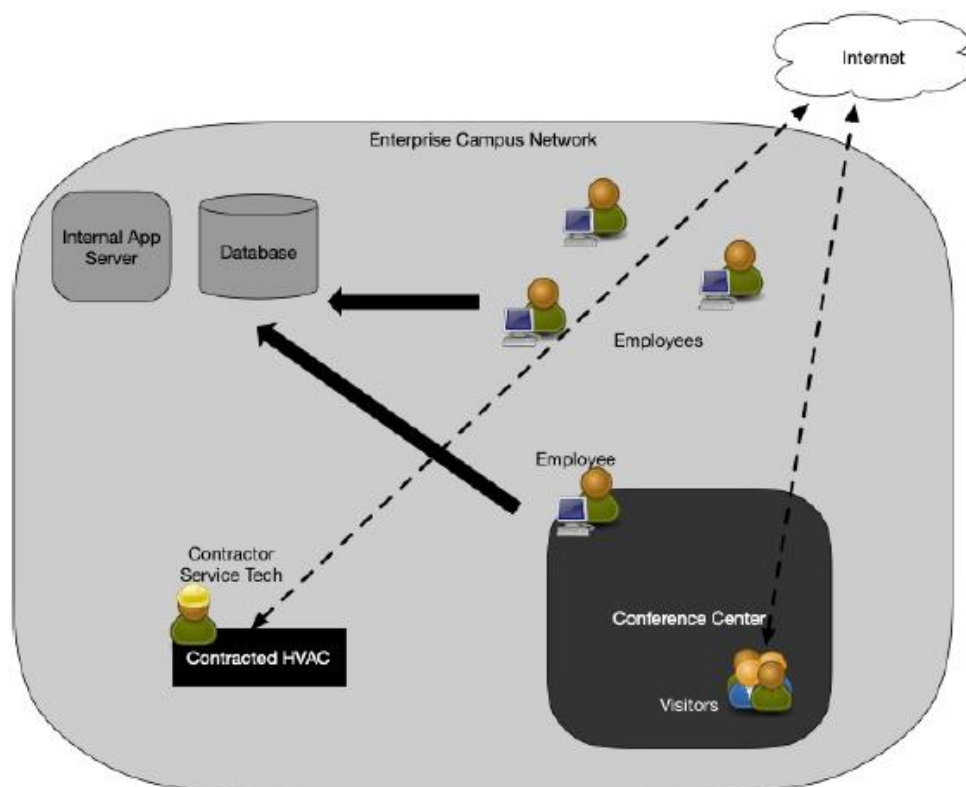 Internet
Enterprise Campus Network
Internal App
Server
Database
Employees
Employee
Contractor
Service Tech
Conference Center
Contracted HVAC
Visitors